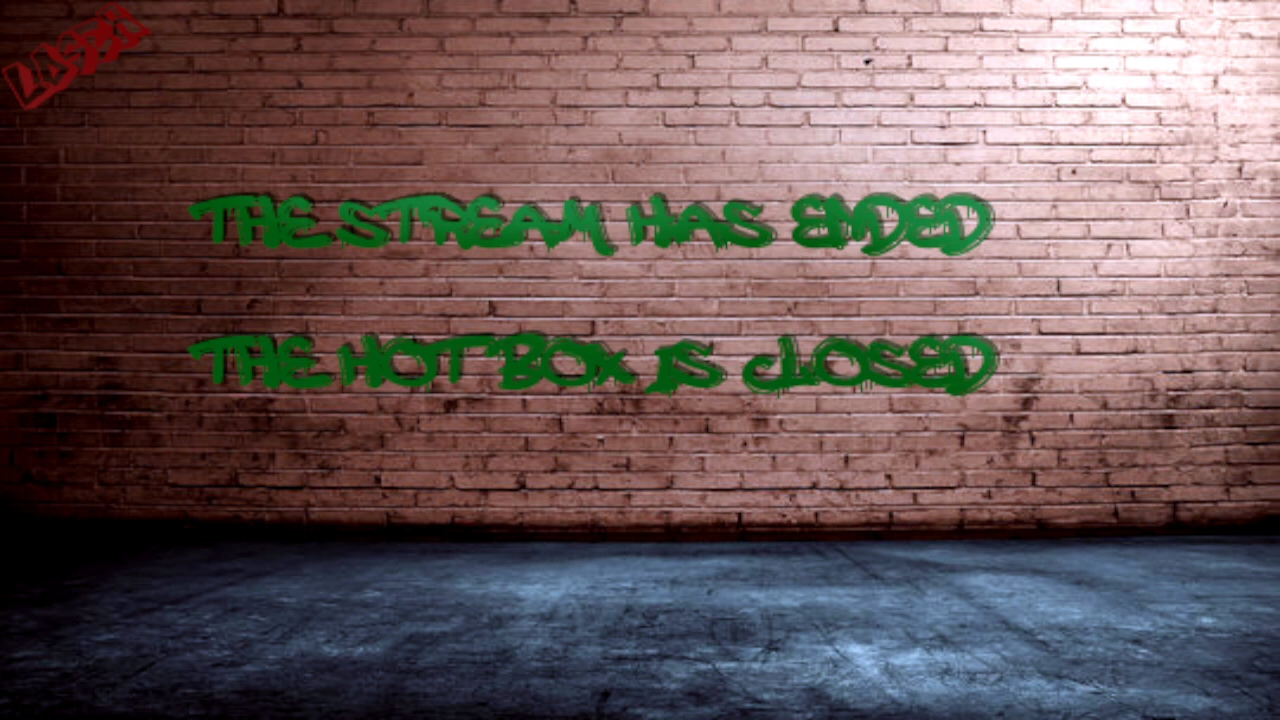 THE STREAM HAS ENDED
THE HOT BOX IS CLOSED